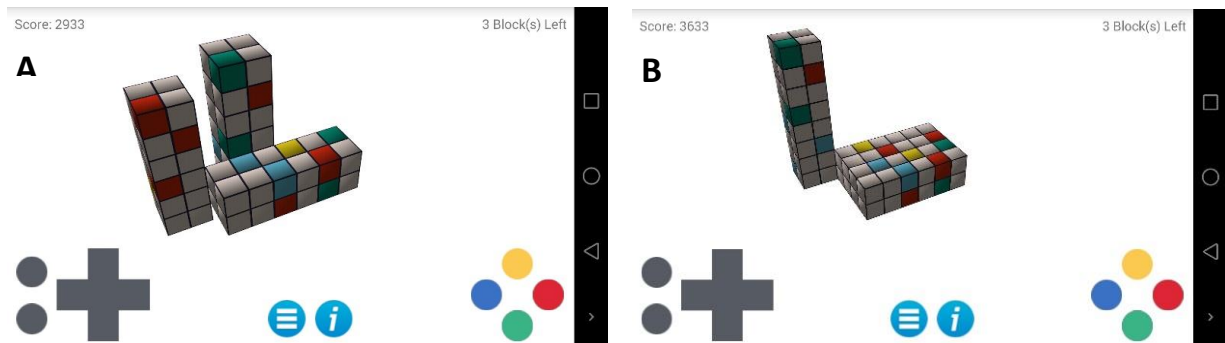 Score: 2933
3 Block(s) Left
A
i
›
Score: 3633
3 Block(s) Left
B
i
›